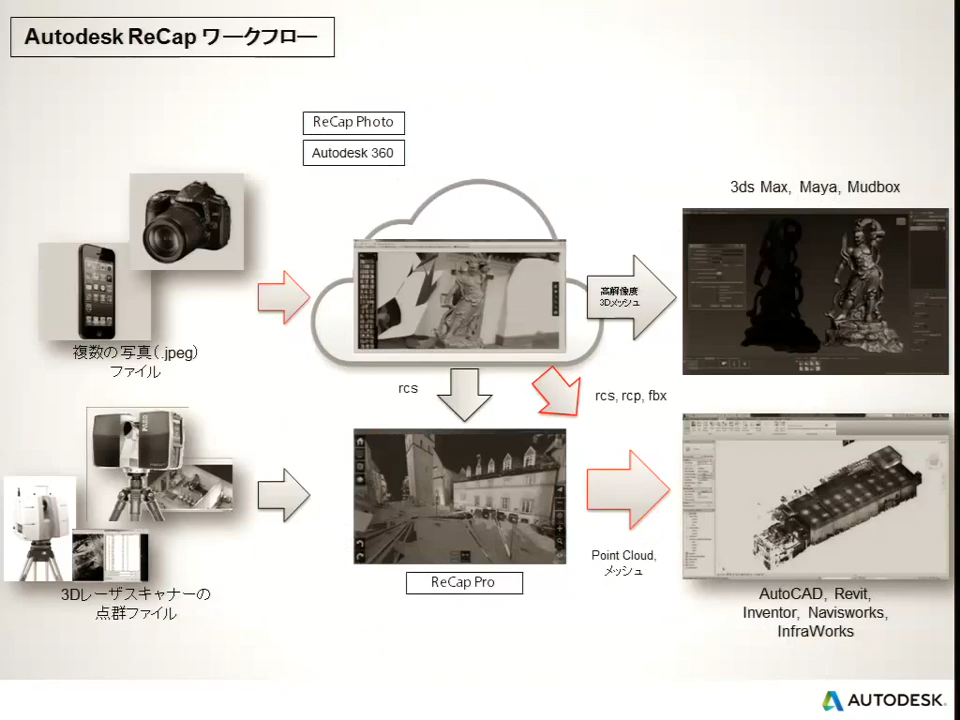 Autodesk ReCap ワークフロー
ReCap Photo
Autodesk 360
3ds Max, Maya, Mudbox
高解像度
3Dメッシュ
複数の写真(.jpeg)
ファイル
rcs
rcs, rcp, fbx
Point Cloud,
メッシュ
ReCap Pro
3Dレーザスキャナーの
点群ファイル
AutoCAD, Revit,
Inventor, Navisworks,
InfraWorks
AUTODESK.